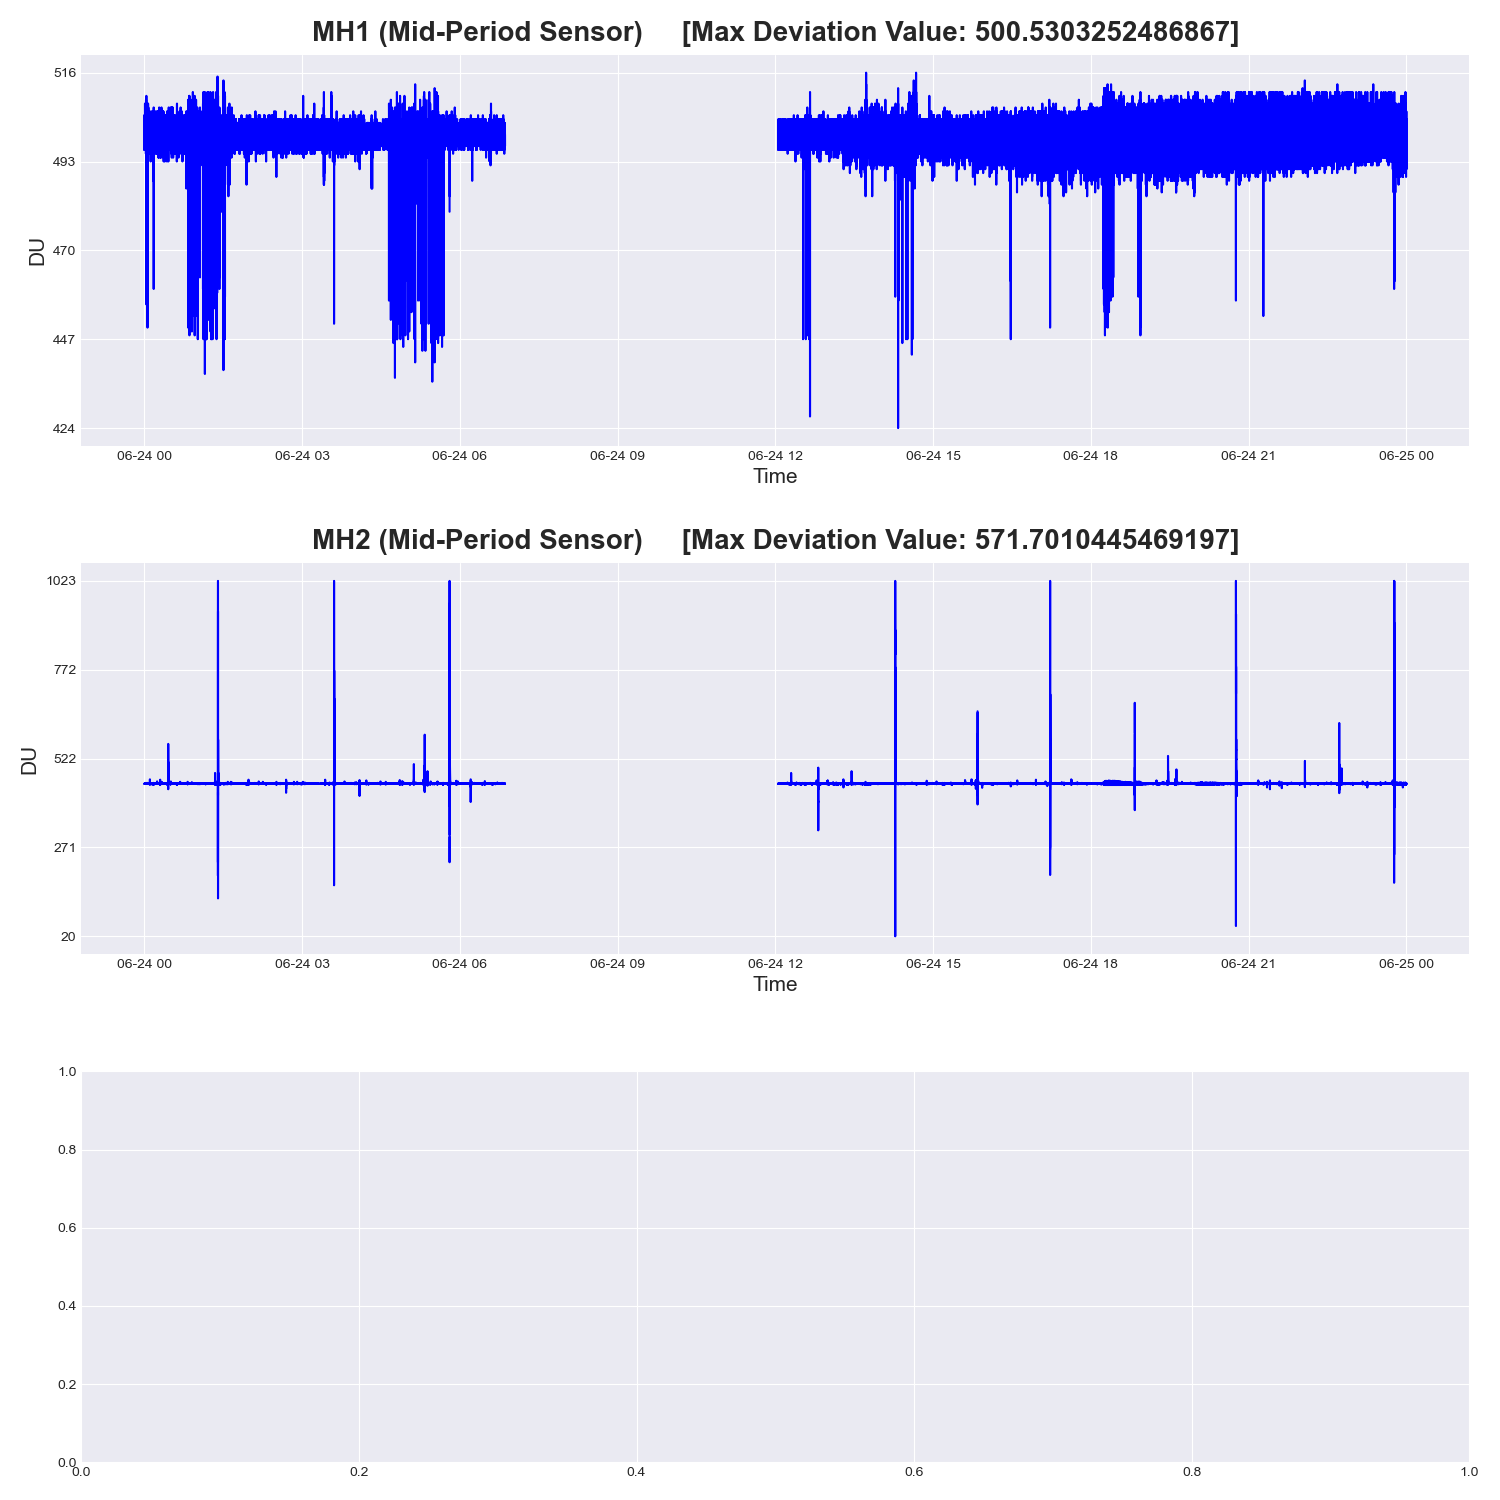 MH1 (Mid-Period Sensor) [Max Deviation Value: 500.5303252486867]
516
493
470
447
424
DU
06-24 00 06-24 03 06-24 06 06-24 09 06-24 12 06-24 15 06-24 18 06-24 21 06-25 00
Time
MH2 (Mid-Period Sensor) [Max Deviation Value: 571.7010445469197]
1023
772
522
271
20
DU
06-24 00 06-24 03 06-24 06 06-24 09 06-24 12 06-24 15 06-24 18 06-24 21 06-25 00
Time
1.0
0.8
0.6
0.4
0.2
0.0
0.0 0.2 0.4 0.6 0.8 1.0